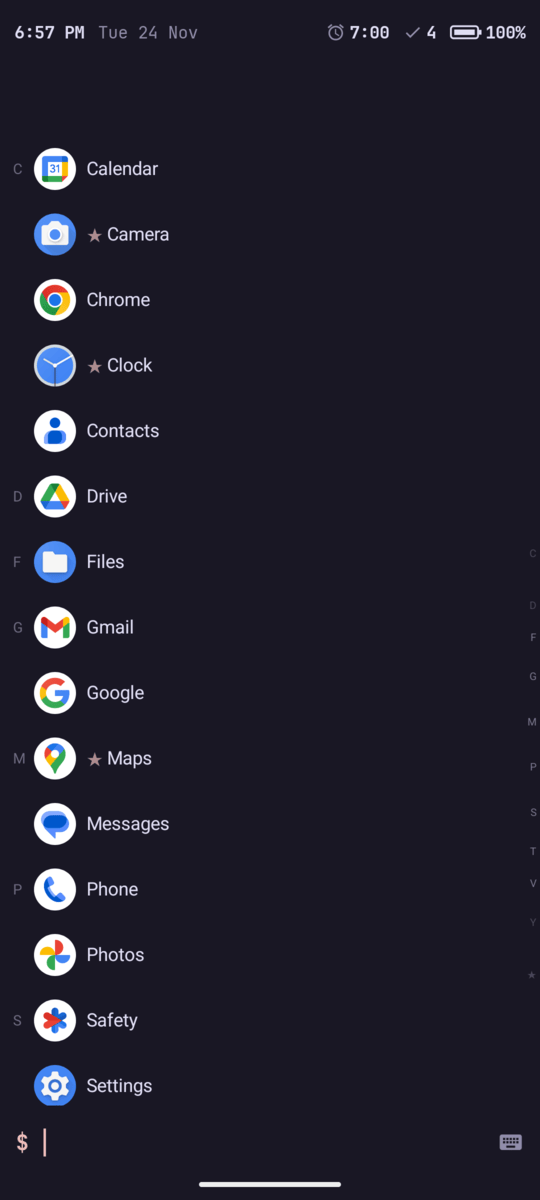 6:57 PM Tue 24 Nov 7:00 4 100%
C Calendar
31
★ Camera
Chrome
★ Clock
Contacts
D Drive
F Files
G Gmail
Google
M ★ Maps
Messages
P Phone
Photos
S Safety
Settings
C
D
F
G
M
P
S
T
V
Y
★
$